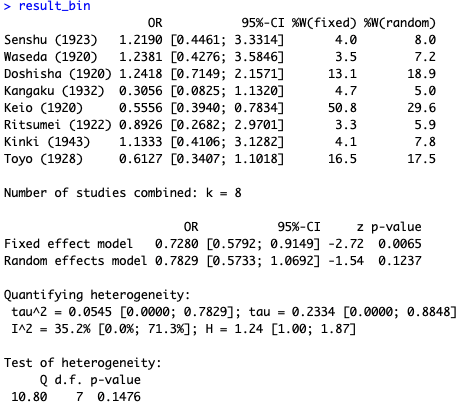 > result_bin
OR 95%-CI %W(fixed) %W(random)
Senshu (1923) 1.2190 [0.4461; 3.3314] 4.0 8.0
Waseda (1920) 1.2381 [0.4276; 3.5846] 3.5 7.2
Doshisha (1920) 1.2418 [0.7149; 2.1571] 13.1 18.9
Kangaku (1932) 0.3056 [0.0825; 1.1320] 4.7 5.0
Keio (1920) 0.5556 [0.3940; 0.7834] 50.8 29.6
Ritsumei (1922) 0.8926 [0.2682; 2.9701] 3.3 5.9
Kinki (1943) 1.1333 [0.4106; 3.1282] 4.1 7.8
Toyo (1928) 0.6127 [0.3407; 1.1018] 16.5 17.5
Number of studies combined: k = 8
OR 95%-CI z p-value
Fixed effect model 0.7280 [0.5792; 0.9149] -2.72 0.0065
Random effects model 0.7829 [0.5733; 1.0692] -1.54 0.1237
Quantifying heterogeneity:
tau^2 = 0.0545 [0.0000; 0.7829]; tau = 0.2334 [0.0000; 0.8848]
I^2 = 35.2% [0.0%; 71.3%]; H = 1.24 [1.00; 1.87]
Test of heterogeneity:
Q d.f. p-value
10.80 7 0.1476